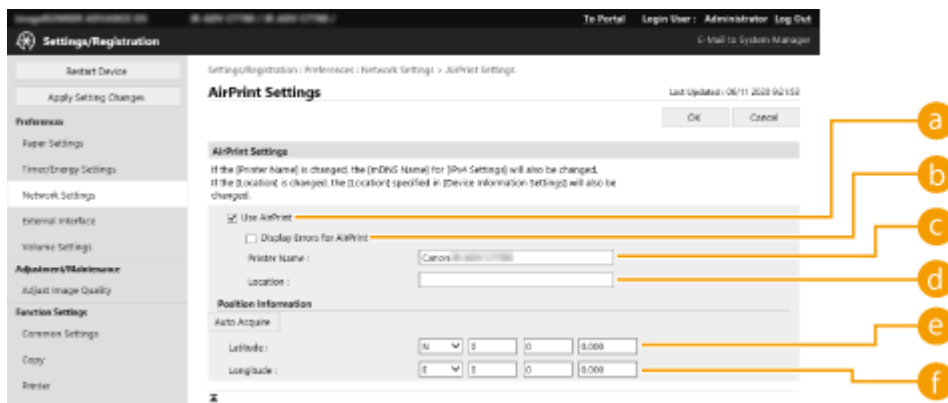 imageRUNNER ADVANCE DX
To Portal Login User : Administrator Log Out
Settings/Registration
E-Mail to System Manager
Restart Device
Apply Setting Changes
Preferences
Paper Settings
Timer/Energy Settings
Network Settings
External Interface
Volume Settings
Adjustment/Maintenance
Adjust Image Quality
Function Settings
Common Settings
Copy
Printer
Settings/Registration : Preferences : Network Settings > AirPrint Settings
AirPrint Settings
Last Updated : 06/11 2020 9:21:53
OK Cancel
AirPrint Settings
If the [Printer Name] is changed, the [mDNS Name] for [IPv4 Settings] will also be changed.
If the [Location] is changed, the [Location] specified in [Device Information Settings] will also be
changed.
Use AirPrint
Display Errors for AirPrint
Printer Name : Canon
Location :
Position Information
Auto Acquire
Latitude : N 0 0 0.000
Longitude : E 0 0 0.000
a
b
c
d
e
f